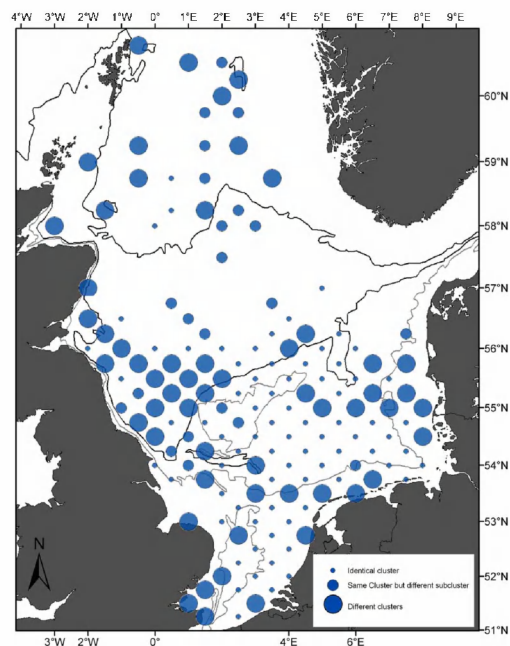 4°W 3°W 2°W 1°W 0° 1°E 2°E 3°E 4°E 5°E 6°E 7°E 8°E 9°E
60°N
59°N
58°N
57°N
56°N
55°N
54°N
53°N
52°N
51°N
N
Identical cluster
Same Cluster but different subcluster
Different clusters
3°W 2°W 0° 2°E 4°E 6°E 8°E